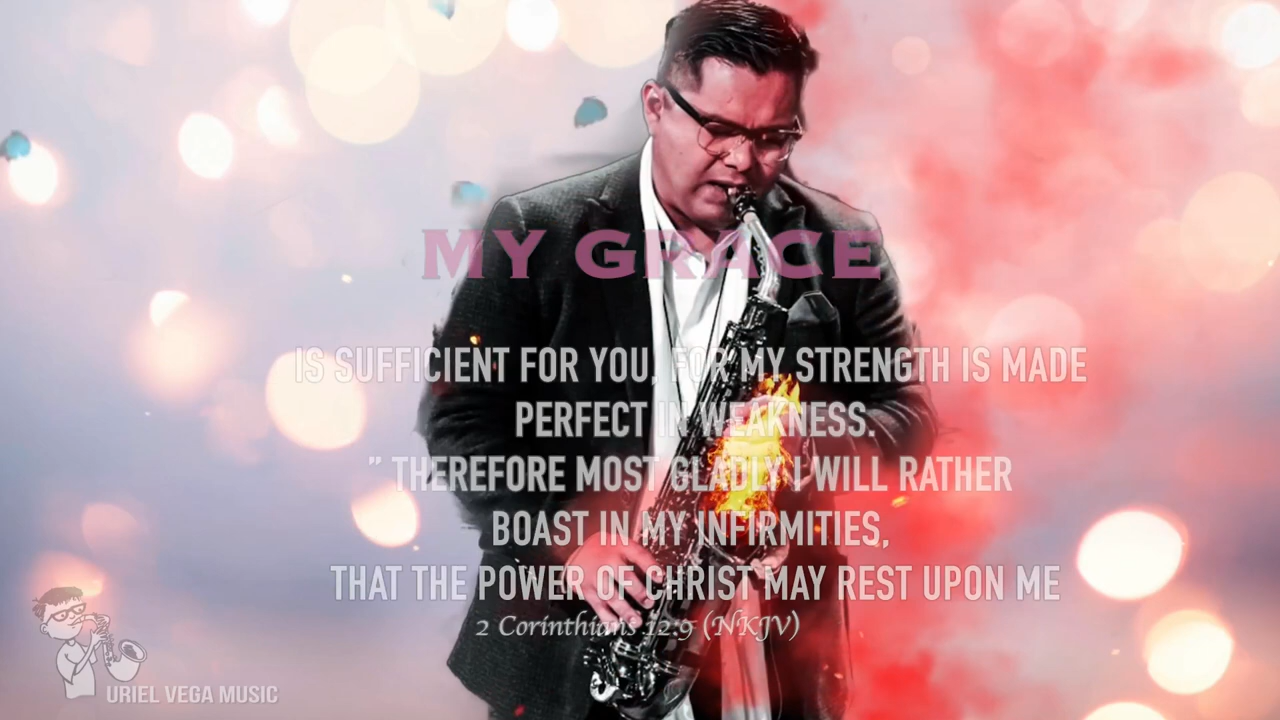 MY GRACE
IS SUFFICIENT FOR YOU, FOR MY STRENGTH IS MADE
PERFECT IN WEAKNESS.
” THEREFORE MOST GLADLY I WILL RATHER
BOAST IN MY INFIRMITIES,
THAT THE POWER OF CHRIST MAY REST UPON ME
2 Corinthians 12:9 (NKJV)
URIEL VEGA MUSIC